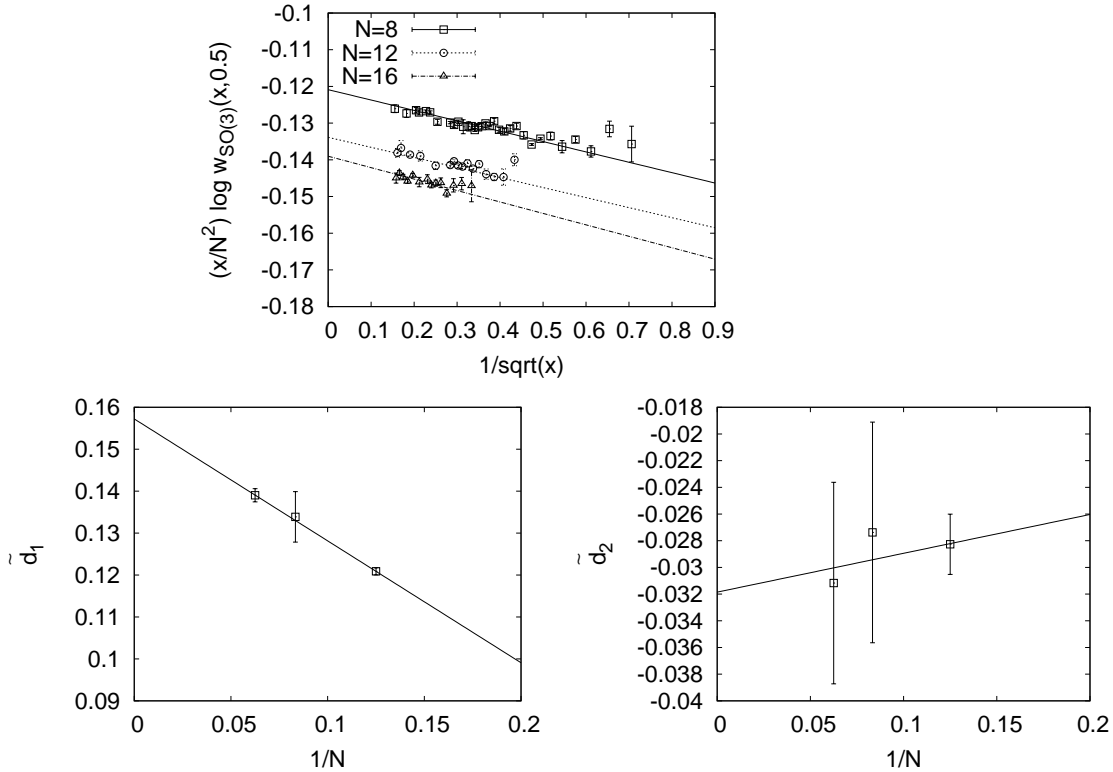 -0.1
-0.11
-0.12
-0.13
-0.14
-0.15
-0.16
-0.17
-0.18
(x/N²) log w_SO(3)(x,0.5)
N=8
N=12
N=16
0 0.1 0.2 0.3 0.4 0.5 0.6 0.7 0.8 0.9
1/sqrt(x)
0.16
0.15
0.14
0.13
0.12
0.11
0.1
0.09
d̃₁
0 0.05 0.1 0.15 0.2
1/N
-0.018
-0.02
-0.022
-0.024
-0.026
-0.028
-0.03
-0.032
-0.034
-0.036
-0.038
-0.04
d̃₂
0 0.05 0.1 0.15 0.2
1/N